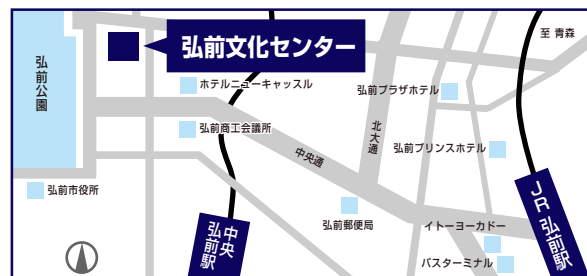 弘前文化センター
至 青森
弘前公園
ホテルニューキャッスル
弘前プラザホテル
弘前商工会議所
北大通
中央通
弘前プリンスホテル
弘前市役所
中央
弘前駅
弘前郵便局
イトーヨーカドー
JR 弘前駅
バスターミナル